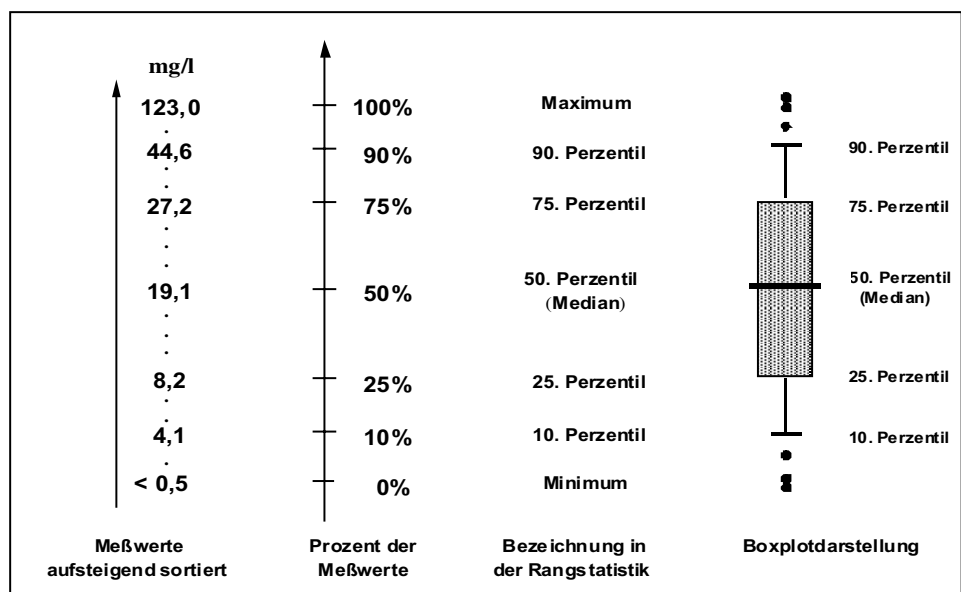 mg/l
123,0
44,6
27,2
19,1
8,2
4,1
< 0,5
Meßwerte
aufsteigend sortiert
100%
90%
75%
50%
25%
10%
0%
Prozent der
Meßwerte
Maximum
90. Perzentil
75. Perzentil
50. Perzentil
(Median)
25. Perzentil
10. Perzentil
Minimum
Bezeichnung in
der Rangstatistik
90. Perzentil
75. Perzentil
50. Perzentil
(Median)
25. Perzentil
10. Perzentil
Boxplotdarstellung